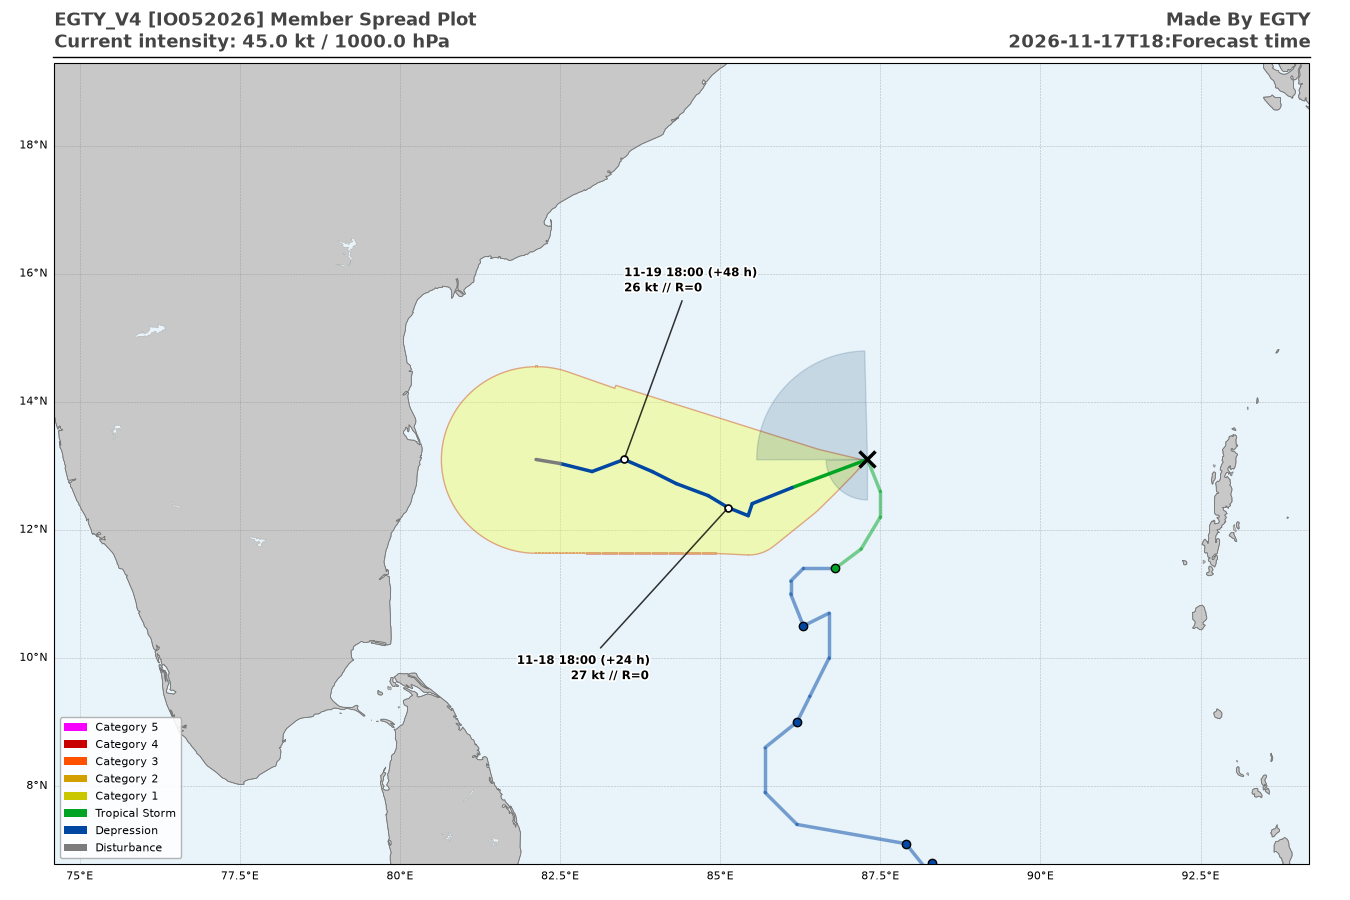 EGTY_V4 [IO052026] Member Spread Plot
Made By EGTY
Current intensity: 45.0 kt / 1000.0 hPa
2026-11-17T18:Forecast time
18°N
16°N
14°N
12°N
10°N
8°N
11-19 18:00 (+48 h)
26 kt // R=0
11-18 18:00 (+24 h)
27 kt // R=0
Category 5
Category 4
Category 3
Category 2
Category 1
Tropical Storm
Depression
Disturbance
75°E
77.5°E
80°E
82.5°E
85°E
87.5°E
90°E
92.5°E